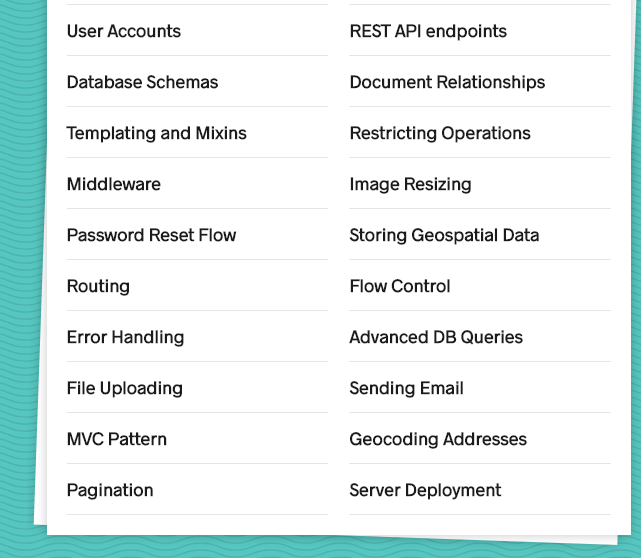 User Accounts
REST API endpoints
Database Schemas
Document Relationships
Templating and Mixins
Restricting Operations
Middleware
Image Resizing
Password Reset Flow
Storing Geospatial Data
Routing
Flow Control
Error Handling
Advanced DB Queries
File Uploading
Sending Email
MVC Pattern
Geocoding Addresses
Pagination
Server Deployment